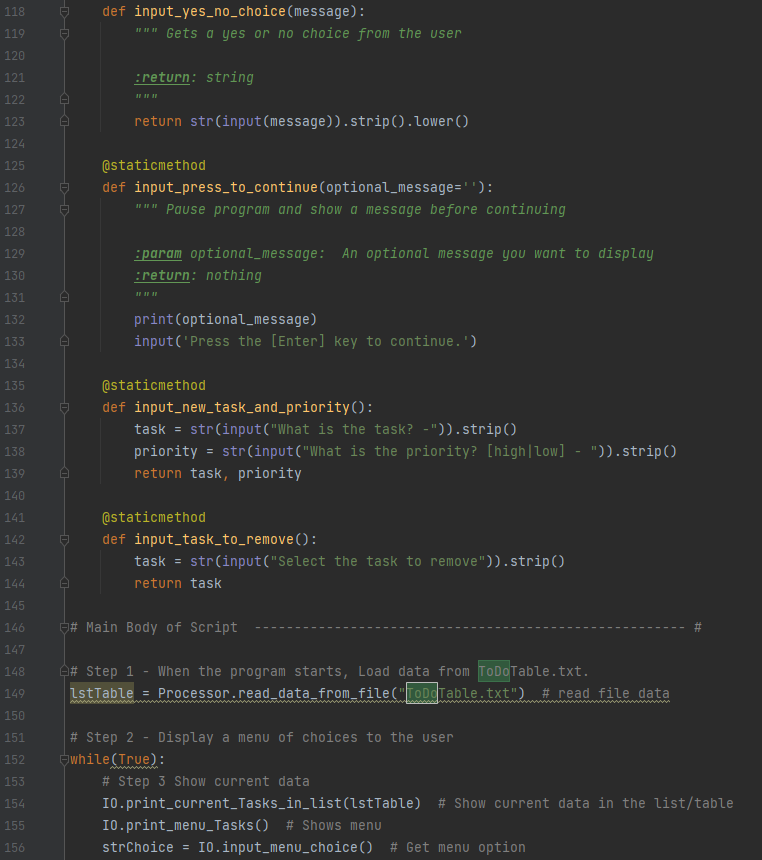 118 def input_yes_no_choice(message):
119 """ Gets a yes or no choice from the user
120
121 :return: string
122 """
123 return str(input(message)).strip().lower()
124
125 @staticmethod
126 def input_press_to_continue(optional_message=''):
127 """ Pause program and show a message before continuing
128
129 :param optional_message:  An optional message you want to display
130 :return: nothing
131 """
132 print(optional_message)
133 input('Press the [Enter] key to continue.')
134
135 @staticmethod
136 def input_new_task_and_priority():
137 task = str(input("What is the task? -")).strip()
138 priority = str(input("What is the priority? [high|low] - ")).strip()
139 return task, priority
140
141 @staticmethod
142 def input_task_to_remove():
143 task = str(input("Select the task to remove")).strip()
144 return task
145
146 # Main Body of Script  ------------------------------------------------------ #
147
148 # Step 1 - When the program starts, Load data from ToDoTable.txt.
149 lstTable = Processor.read_data_from_file("ToDoTable.txt")  # read file data
150
151 # Step 2 - Display a menu of choices to the user
152 while(True):
153 # Step 3 Show current data
154 IO.print_current_Tasks_in_list(lstTable)  # Show current data in the list/table
155 IO.print_menu_Tasks()  # Shows menu
156 strChoice = IO.input_menu_choice()  # Get menu option